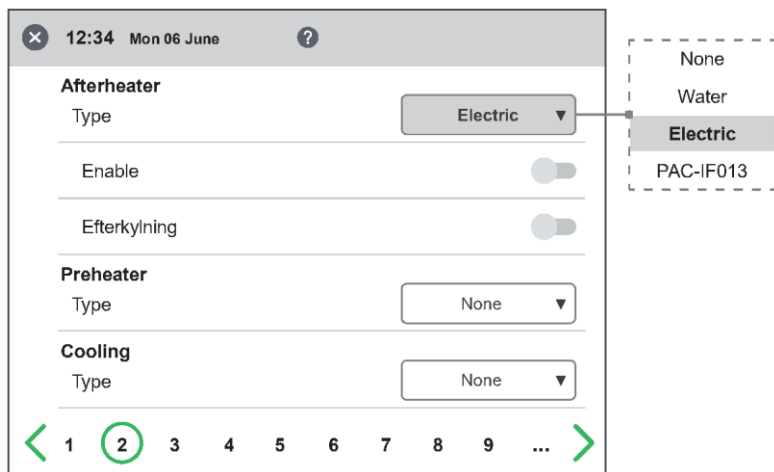 12:34 Mon 06 June ?
Afterheater
Type Electric ▼
Enable
Efterkylning
Preheater
Type None ▼
Cooling
Type None ▼
1 2 3 4 5 6 7 8 9 ...
None
Water
Electric
PAC-IF013